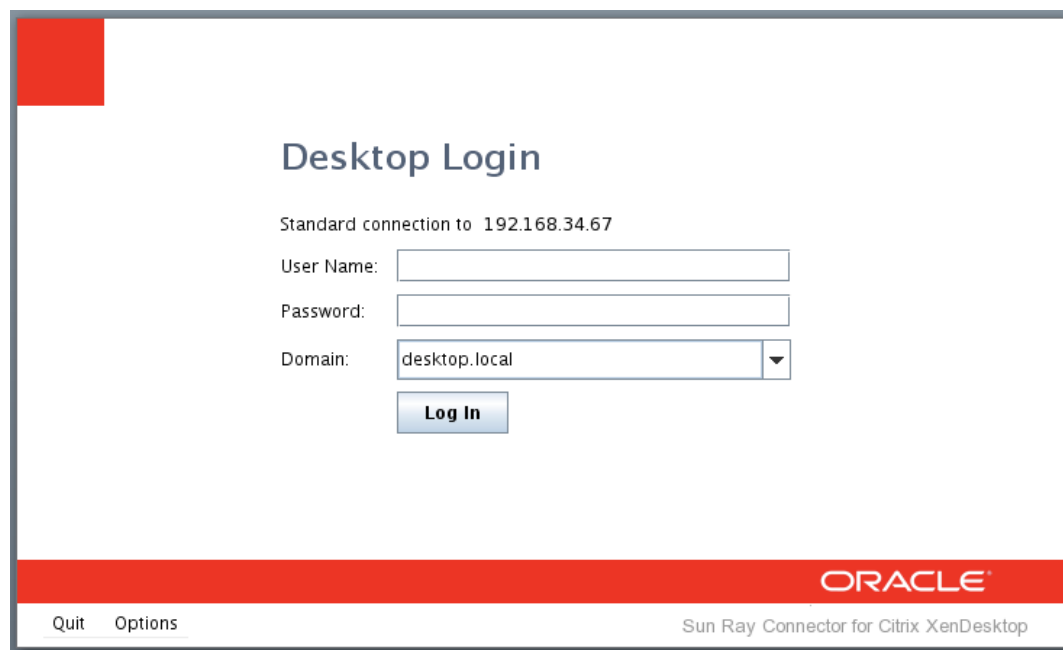 Desktop Login
Standard connection to 192.168.34.67
User Name:
Password:
Domain: desktop.local
Log In
ORACLE
Quit Options
Sun Ray Connector for Citrix XenDesktop